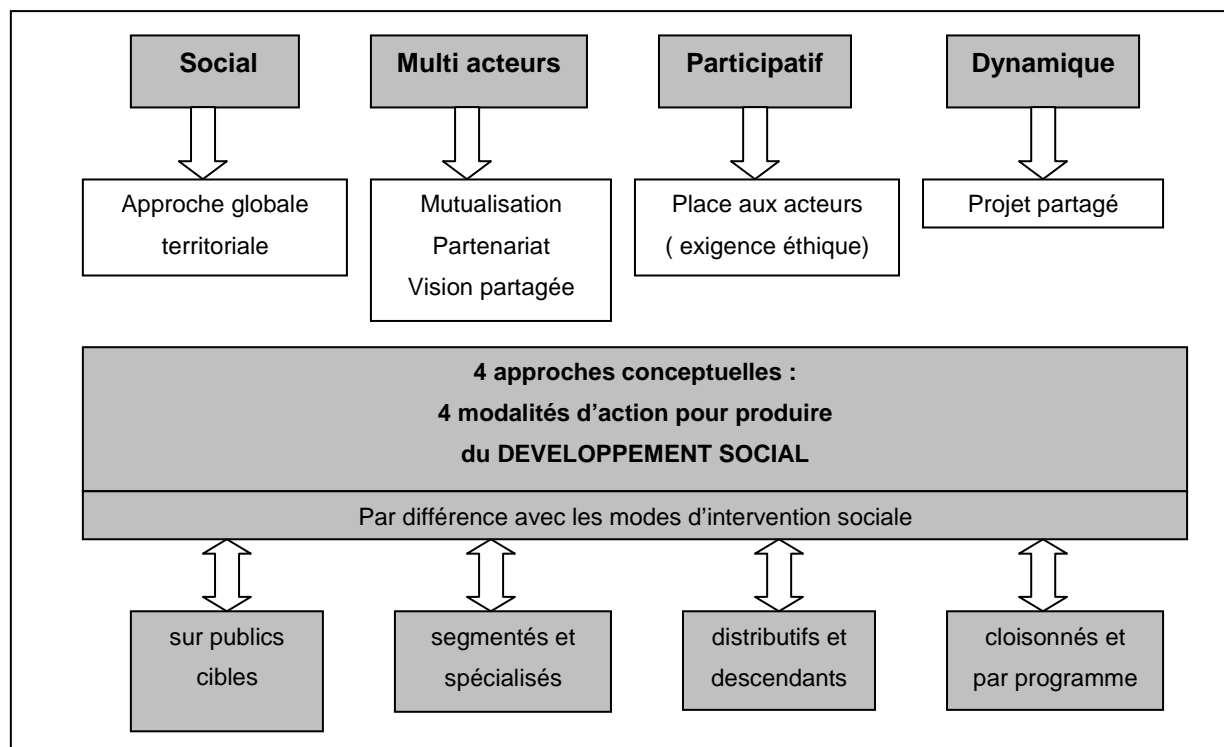 Social
Multi acteurs
Participatif
Dynamique
Approche globale
territoriale
Mutualisation
Partenariat
Vision partagée
Place aux acteurs
( exigence éthique)
Projet partagé
4 approches conceptuelles :
4 modalités d’action pour produire
du DEVELOPPEMENT SOCIAL
Par différence avec les modes d’intervention sociale
sur publics
cibles
segmentés et
spécialisés
distributifs et
descendants
cloisonnés et
par programme